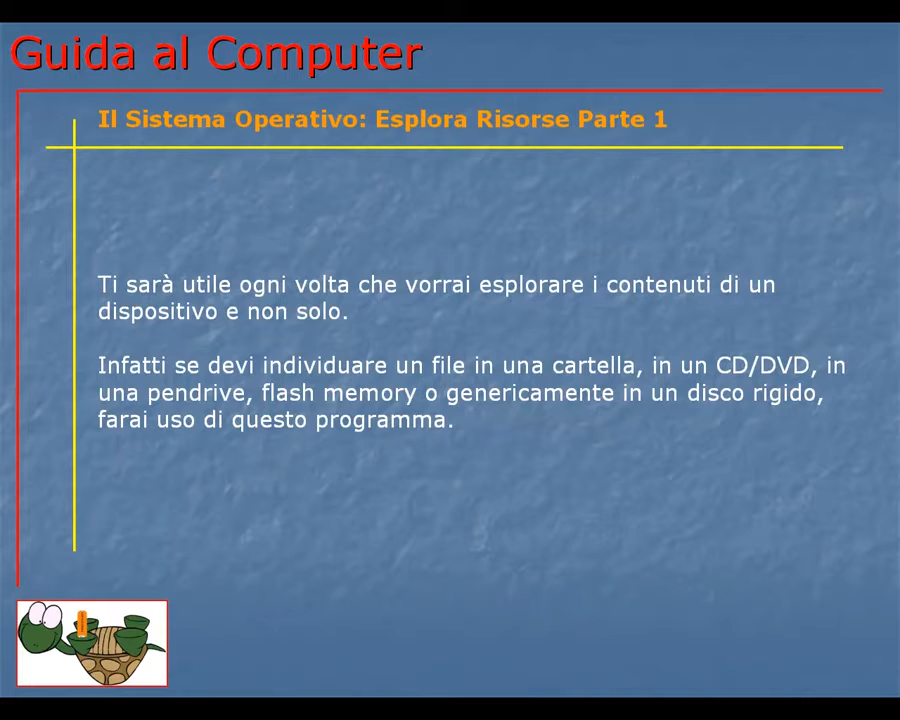 Guida al Computer
Il Sistema Operativo: Esplora Risorse Parte 1
Ti sarà utile ogni volta che vorrai esplorare i contenuti di un
dispositivo e non solo.
Infatti se devi individuare un file in una cartella, in un CD/DVD, in
una pendrive, flash memory o genericamente in un disco rigido,
farai uso di questo programma.